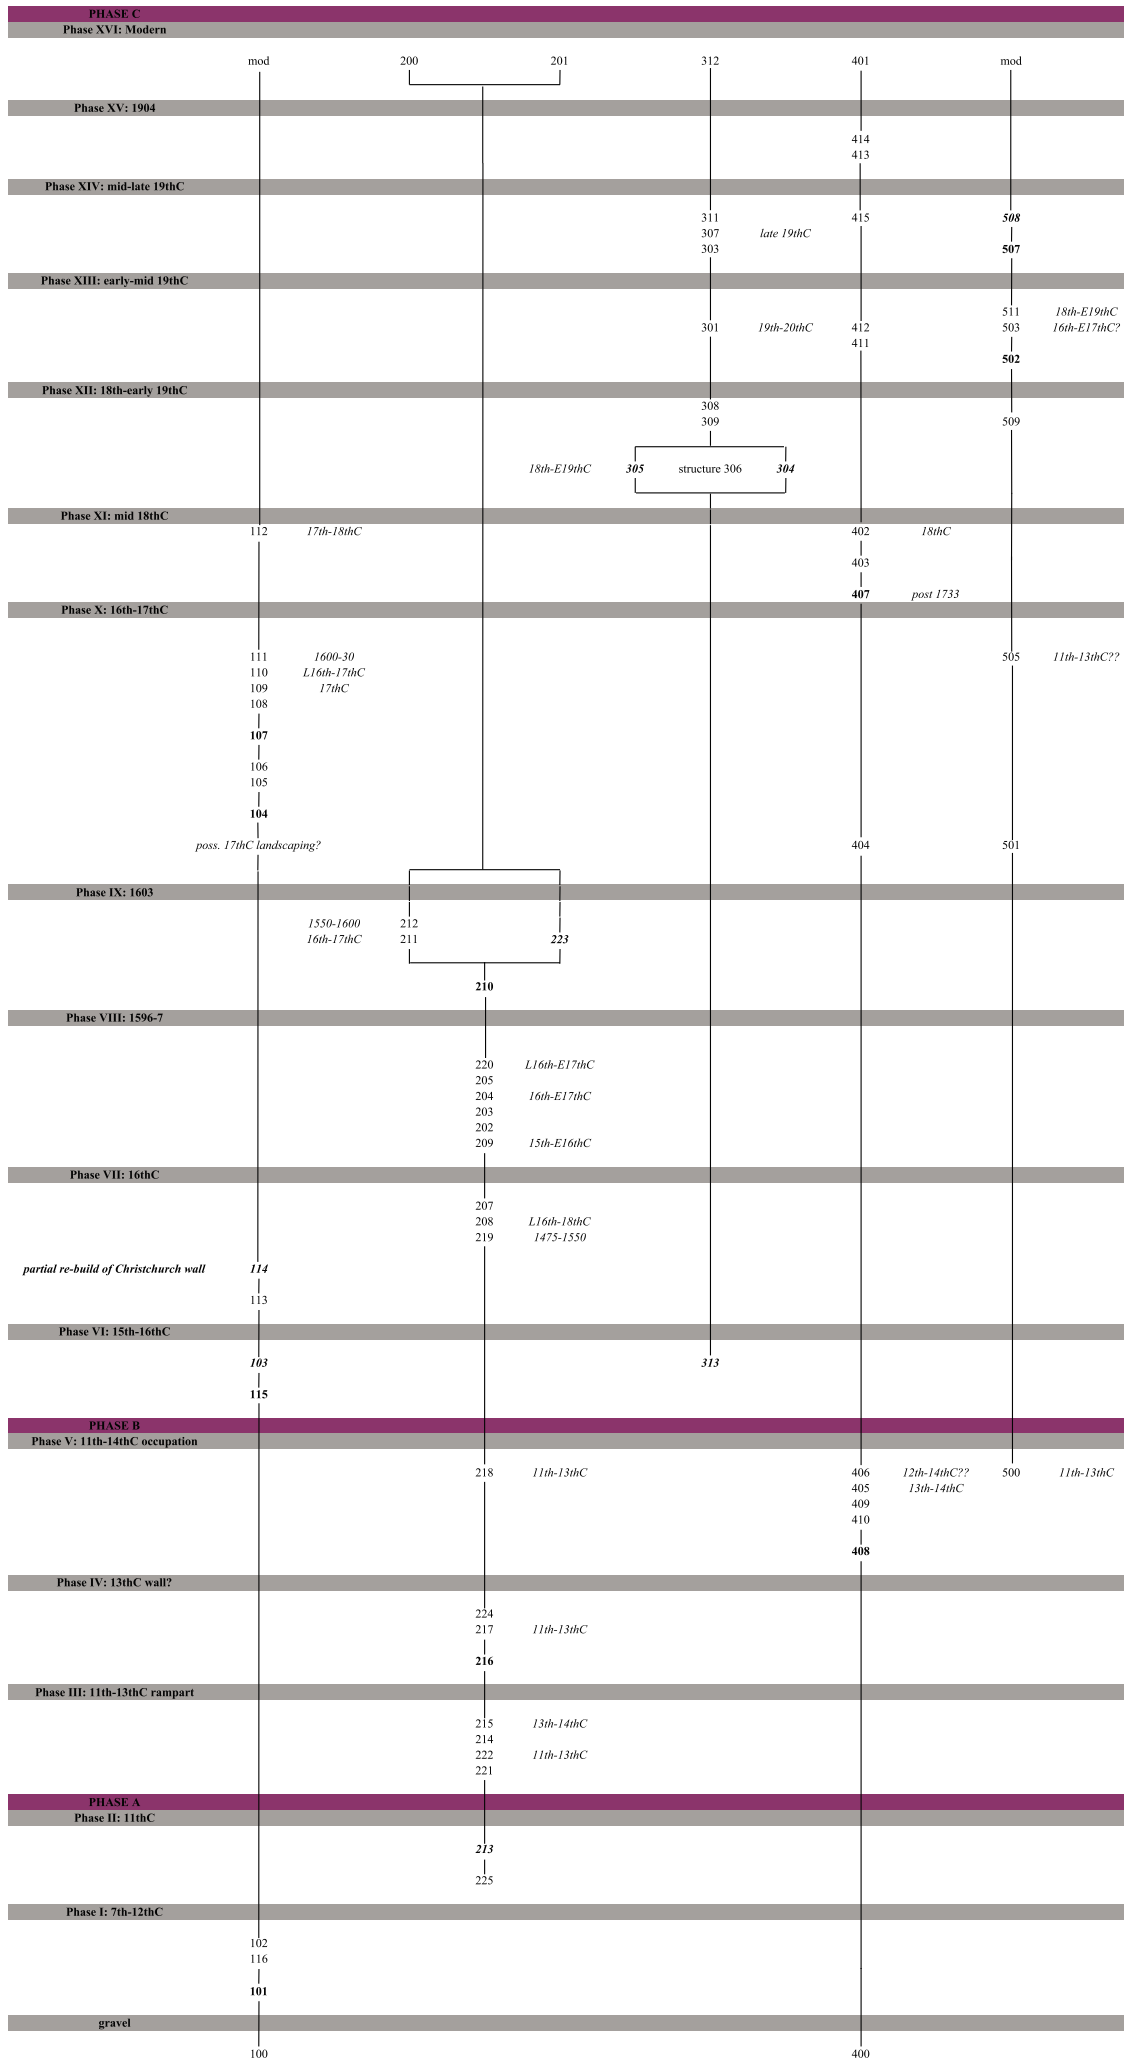 PHASE C
Phase XVI: Modern
mod 200 201 312 401 mod
Phase XV: 1904
414
413
Phase XIV: mid-late 19thC
311 415 508
307 late 19thC
303 507
Phase XIII: early-mid 19thC
511 18th-E19thC
301 19th-20thC 412 503 16th-E17thC?
411
502
Phase XII: 18th-early 19thC
308
309 509
18th-E19thC 305 structure 306 304
Phase XI: mid 18thC
112 17th-18thC 402 18thC
403
407 post 1733
Phase X: 16th-17thC
111 1600-30 505 11th-13thC??
110 L16th-17thC
109 17thC
108
107
106
105
104
poss. 17thC landscaping? 404 501
Phase IX: 1603
1550-1600 212
16th-17thC 211 223
210
Phase VIII: 1596-7
220 L16th-E17thC
205
204 16th-E17thC
203
202
209 15th-E16thC
Phase VII: 16thC
207
208 L16th-18thC
219 1475-1550
partial re-build of Christchurch wall 114
113
Phase VI: 15th-16thC
103 313
115
PHASE B
Phase V: 11th-14thC occupation
218 11th-13thC 406 12th-14thC?? 500 11th-13thC
405 13th-14thC
409
410
408
Phase IV: 13thC wall?
224
217 11th-13thC
216
Phase III: 11th-13thC rampart
215 13th-14thC
214
222 11th-13thC
221
PHASE A
Phase II: 11thC
213
225
Phase I: 7th-12thC
102
116
101
gravel
100 400